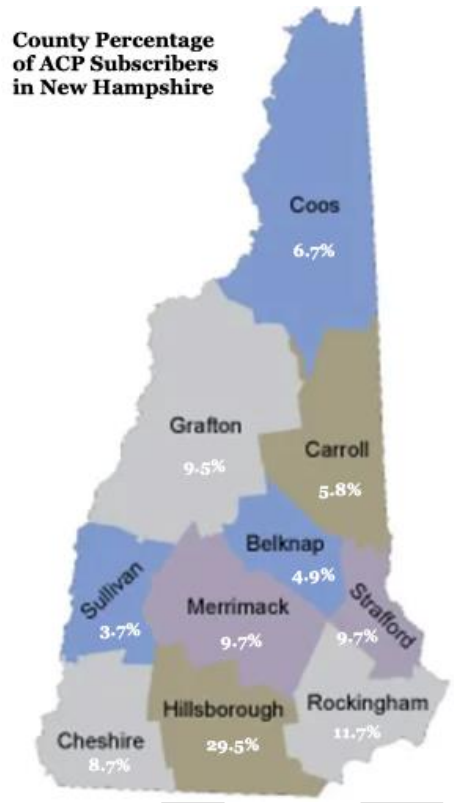 County Percentage
of ACP Subscribers
in New Hampshire
Coos
6.7%
Grafton
9.5%
Carroll
5.8%
Belknap
4.9%
Sullivan
3.7%
Merrimack
9.7%
Strafford
9.7%
Hillsborough
29.5%
Rockingham
11.7%
Cheshire
8.7%